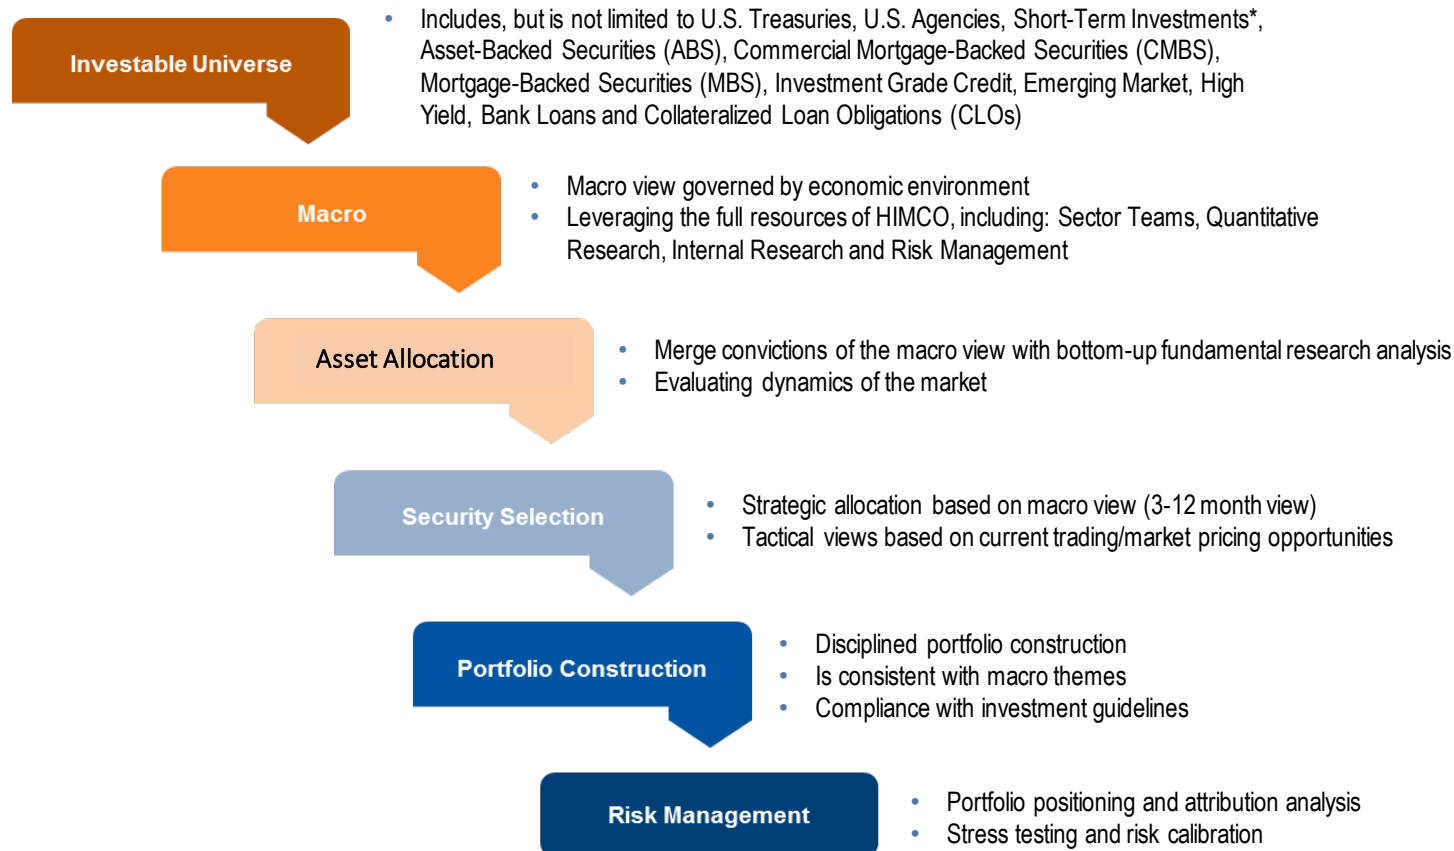 Investable Universe
• Includes, but is not limited to U.S. Treasuries, U.S. Agencies, Short-Term Investments*,
Asset-Backed Securities (ABS), Commercial Mortgage-Backed Securities (CMBS),
Mortgage-Backed Securities (MBS), Investment Grade Credit, Emerging Market, High
Yield, Bank Loans and Collateralized Loan Obligations (CLOs)
Macro
• Macro view governed by economic environment
• Leveraging the full resources of HIMCO, including: Sector Teams, Quantitative
Research, Internal Research and Risk Management
Asset Allocation
• Merge convictions of the macro view with bottom-up fundamental research analysis
• Evaluating dynamics of the market
Security Selection
• Strategic allocation based on macro view (3-12 month view)
• Tactical views based on current trading/market pricing opportunities
Portfolio Construction
• Disciplined portfolio construction
• Is consistent with macro themes
• Compliance with investment guidelines
Risk Management
• Portfolio positioning and attribution analysis
• Stress testing and risk calibration